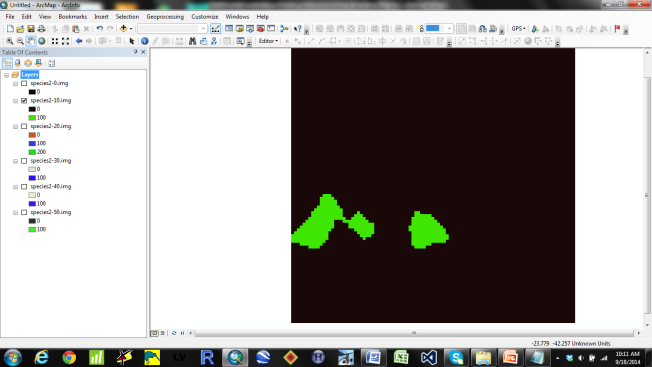 Untitled - ArcMap - ArcInfo
File Edit View Bookmarks Insert Selection Geoprocessing Customize Windows Help
GPS
Editor
Table Of Contents
Layers
species2-0.img
0
species2-10.img
0
100
species2-20.img
0
100
200
species2-30.img
0
100
species2-40.img
0
100
species2-50.img
0
100
-23.779 -42.257 Unknown Units
LV
R
10:11 AM
9/18/2014